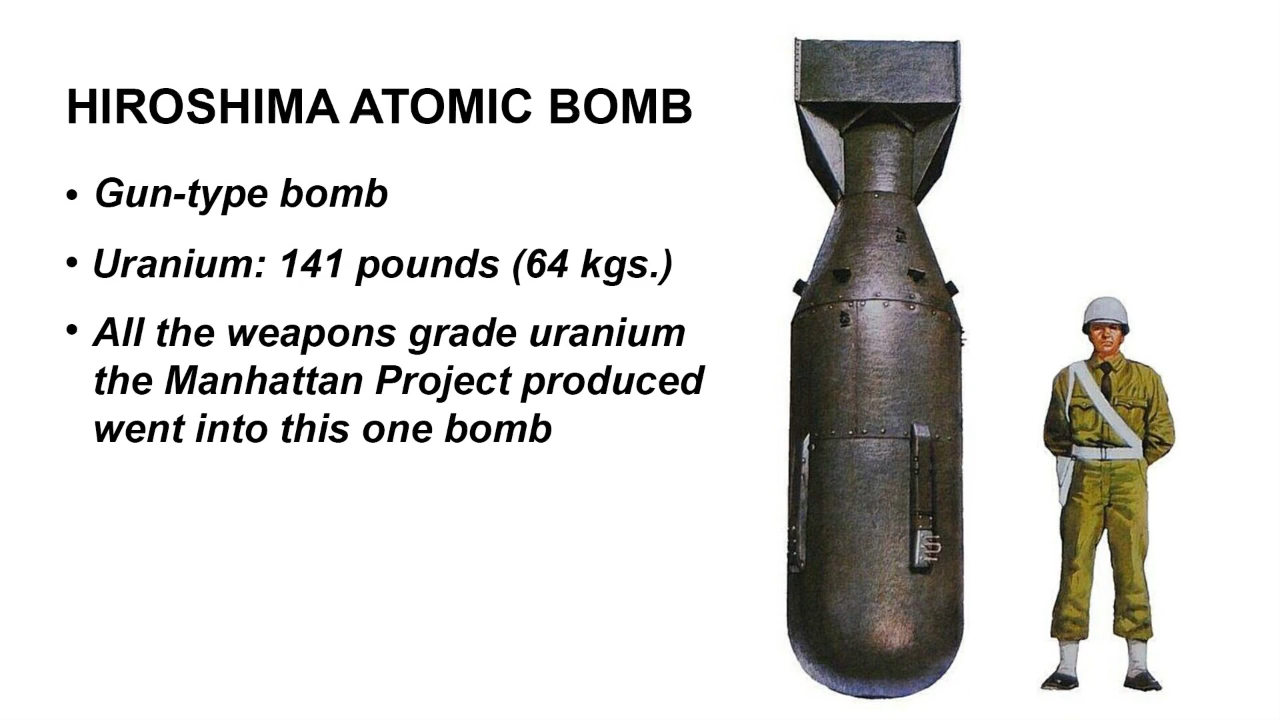 HIROSHIMA ATOMIC BOMB
• Gun-type bomb
• Uranium: 141 pounds (64 kgs.)
• All the weapons grade uranium
the Manhattan Project produced
went into this one bomb